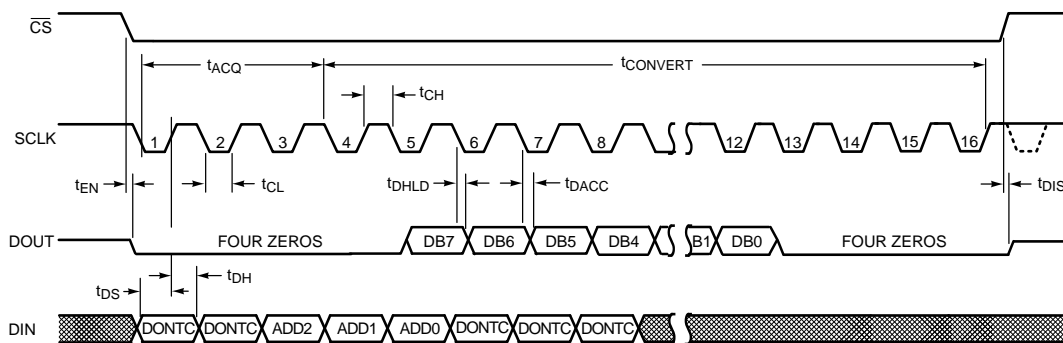 CS
tACQ
tCONVERT
tCH
SCLK
1 2 3 4 5 6 7 8 12 13 14 15 16
tEN
tCL
tDHLD
tDACC
tDIS
DOUT
FOUR ZEROS
DB7 DB6 DB5 DB4 B1 DB0
FOUR ZEROS
tDS
tDH
DIN
DONTC DONTC ADD2 ADD1 ADD0 DONTC DONTC DONTC